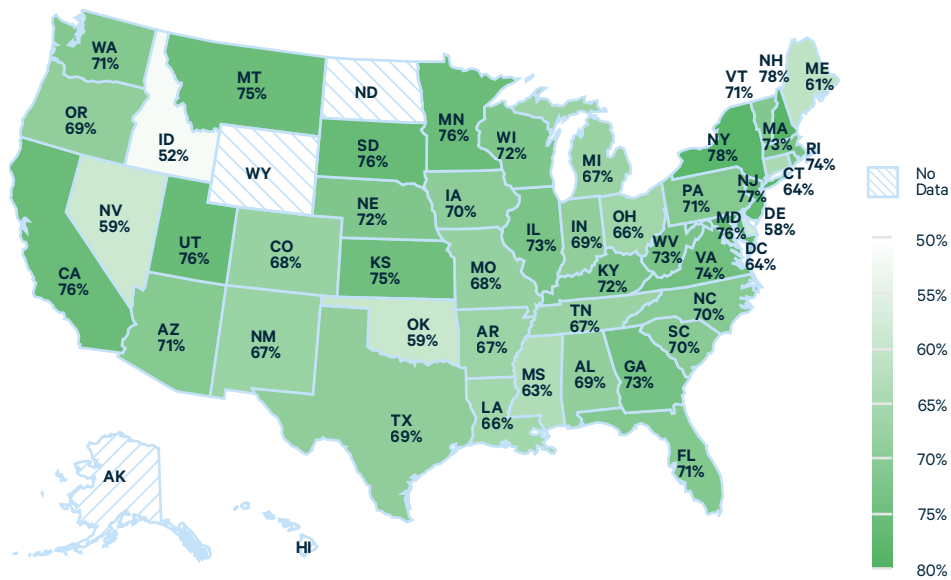 WA
71%
MT
75%
ND
OR
69%
ID
52%
WY
SD
76%
MN
76%
WI
72%
MI
67%
VT
71%
NH
78%
ME
61%
NY
78%
MA
73%
RI
74%
CT
64%
NV
59%
UT
76%
CO
68%
NE
72%
IA
70%
IL
73%
IN
69%
OH
66%
PA
71%
NJ
77%
MD
76%
DE
58%
DC
64%
CA
76%
KS
75%
MO
68%
KY
72%
WV
73%
VA
74%
AZ
71%
NM
67%
OK
59%
AR
67%
TN
67%
NC
70%
SC
70%
MS
63%
AL
69%
GA
73%
TX
69%
LA
66%
FL
71%
AK
HI
No
Data
50%
55%
60%
65%
70%
75%
80%